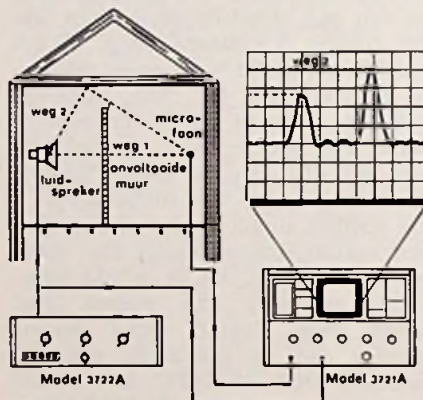 weg 2
weg 2
micro-
foon
weg 1
onvoltooide
muur
luid-
spreker
Model 3722A
Model 3721A